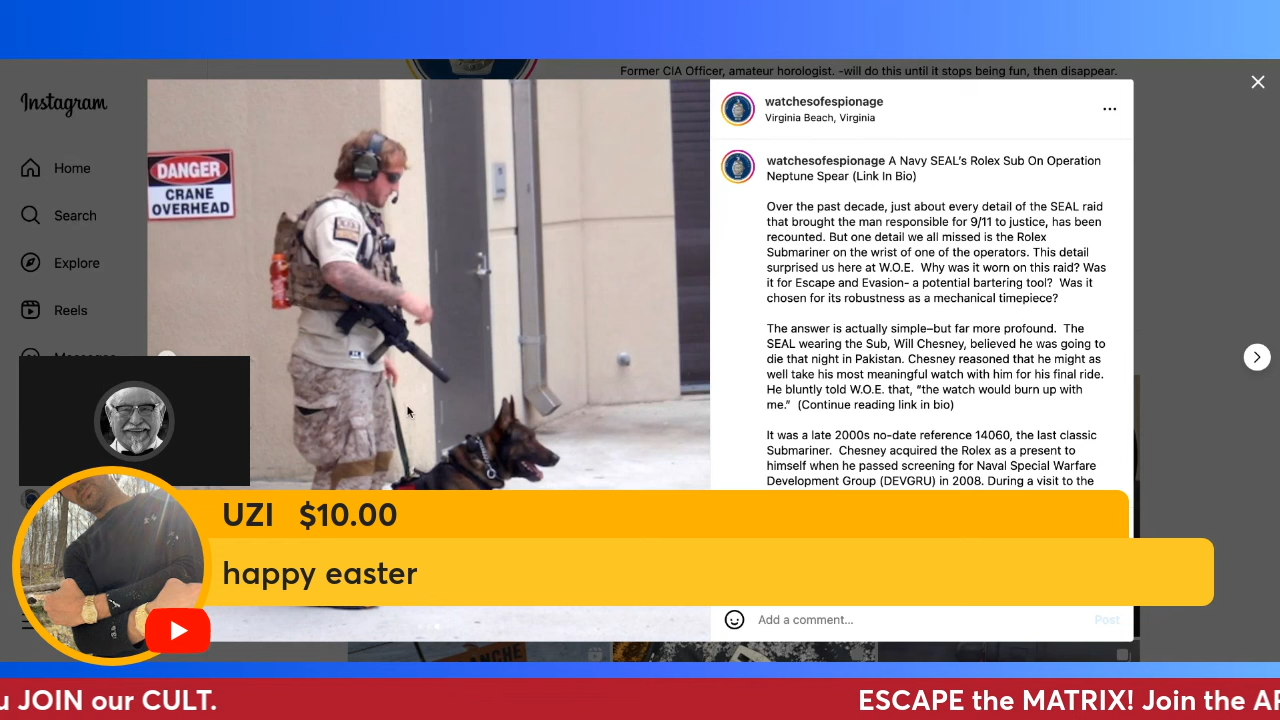 Former CIA Officer, amateur horologist. -will do this until it stops being fun, then disappear.
Instagram
Home
Search
Explore
Reels
Messages
DANGER
CRANE
OVERHEAD
watchesofespionage
Virginia Beach, Virginia
watchesofespionage A Navy SEAL's Rolex Sub On Operation
Neptune Spear (Link In Bio)
Over the past decade, just about every detail of the SEAL raid
that brought the man responsible for 9/11 to justice, has been
recounted. But one detail we all missed is the Rolex
Submariner on the wrist of one of the operators. This detail
surprised us here at W.O.E. Why was it worn on this raid? Was
it for Escape and Evasion- a potential bartering tool? Was it
chosen for its robustness as a mechanical timepiece?
The answer is actually simple–but far more profound. The
SEAL wearing the Sub, Will Chesney, believed he was going to
die that night in Pakistan. Chesney reasoned that he might as
well take his most meaningful watch with him for his final ride.
He bluntly told W.O.E. that, "the watch would burn up with
me." (Continue reading link in bio)
It was a late 2000s no-date reference 14060, the last classic
Submariner. Chesney acquired the Rolex as a present to
himself when he passed screening for Naval Special Warfare
Development Group (DEVGRU) in 2008. During a visit to the
UZI $10.00
happy easter
Add a comment...
Post
JOIN our CULT.
ESCAPE the MATRIX! Join the